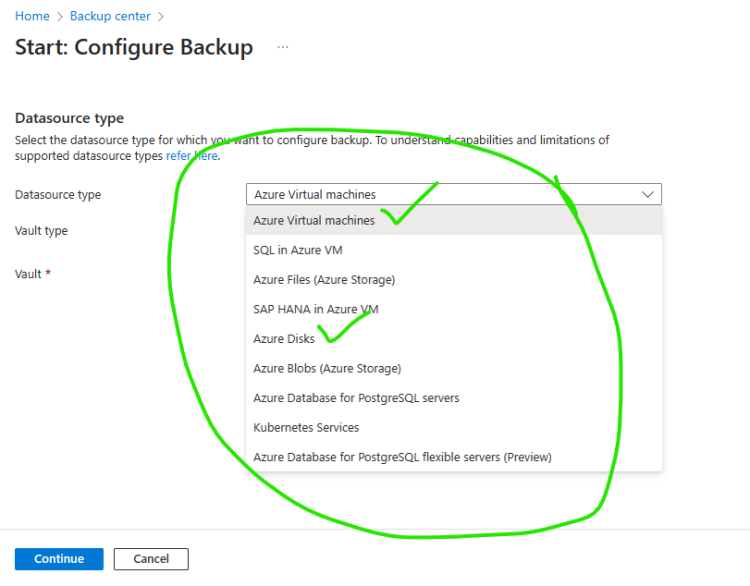 Home > Backup center >
Start: Configure Backup ...
Datasource type
Select the datasource type for which you want to configure backup. To understand capabilities and limitations of
supported datasource types refer here.
Datasource type
Azure Virtual machines
Vault type
Vault *
Azure Virtual machines
SQL in Azure VM
Azure Files (Azure Storage)
SAP HANA in Azure VM
Azure Disks
Azure Blobs (Azure Storage)
Azure Database for PostgreSQL servers
Kubernetes Services
Azure Database for PostgreSQL flexible servers (Preview)
Continue
Cancel